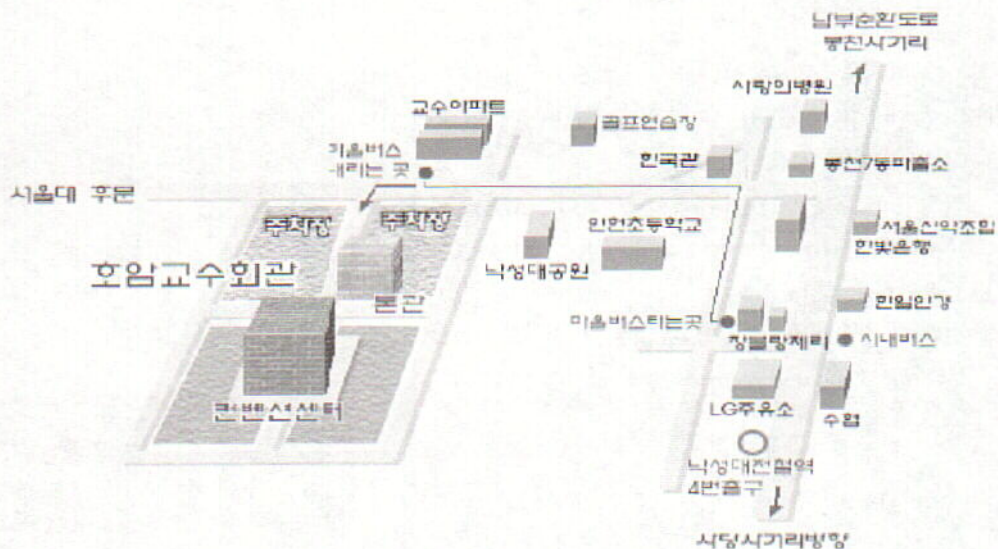 남부순환도로
봉천사거리
사랑의병원
교수아파트
골프연습장
마을버스
내리는 곳
한국관
봉천7동파출소
서울대 후문
주차장
주차장
인헌초등학교
서울신약조합
한빛은행
호암교수회관
낙성대공원
본관
한일안경
마을버스타는곳
장블랑제리
시내버스
컨벤션센터
LG주유소
수협
낙성대전철역
4번출구
사당사거리방향